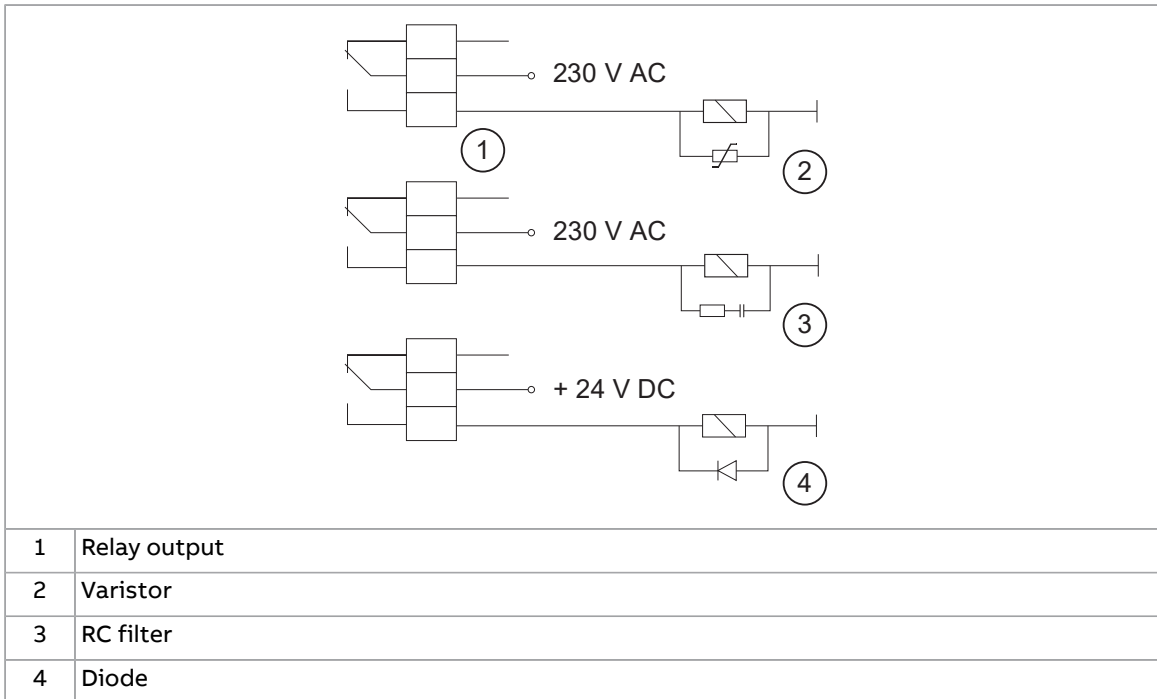 230 V AC
1
2
230 V AC
3
+ 24 V DC
4
1 Relay output
2 Varistor
3 RC filter
4 Diode